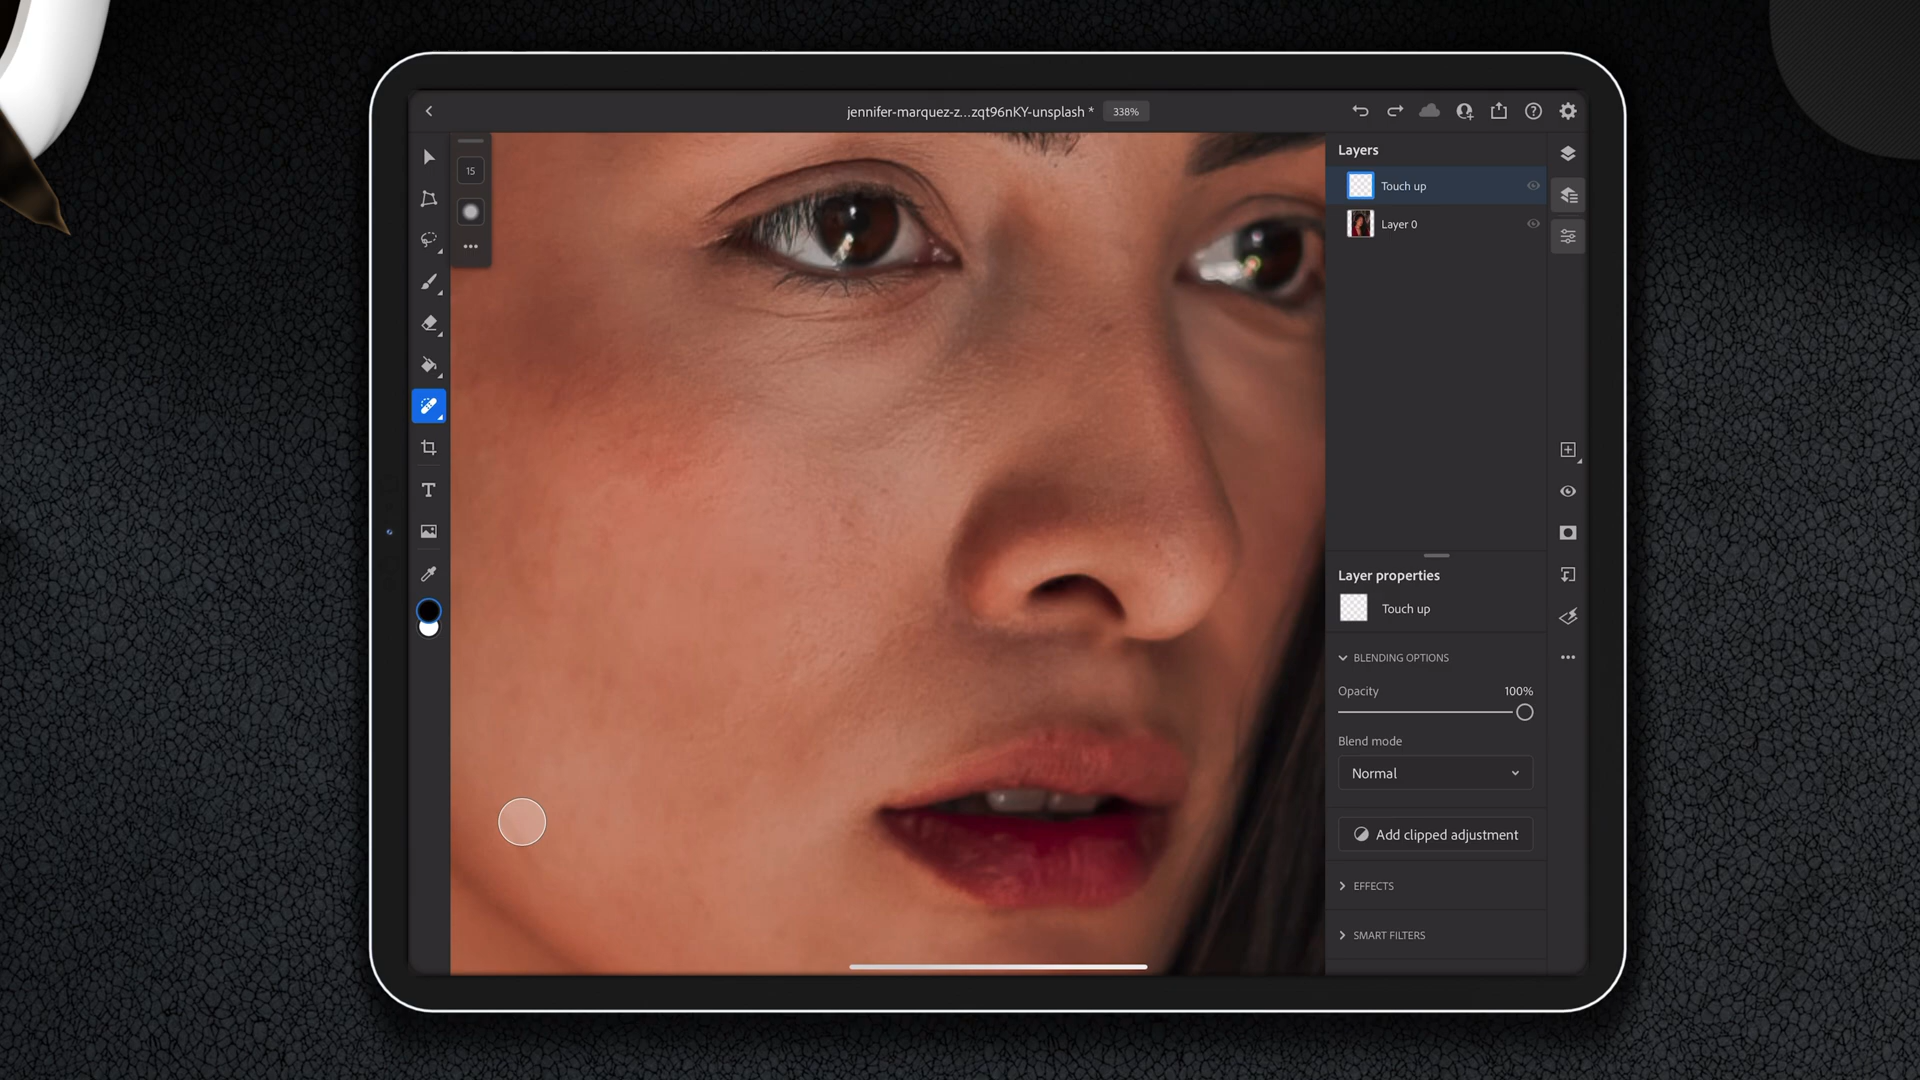 jennifer-marquez-z...zqt96nKY-unsplash *
338%
15
Layers
Touch up
Layer 0
Layer properties
Touch up
BLENDING OPTIONS
Opacity 100%
Blend mode
Normal
Add clipped adjustment
EFFECTS
SMART FILTERS